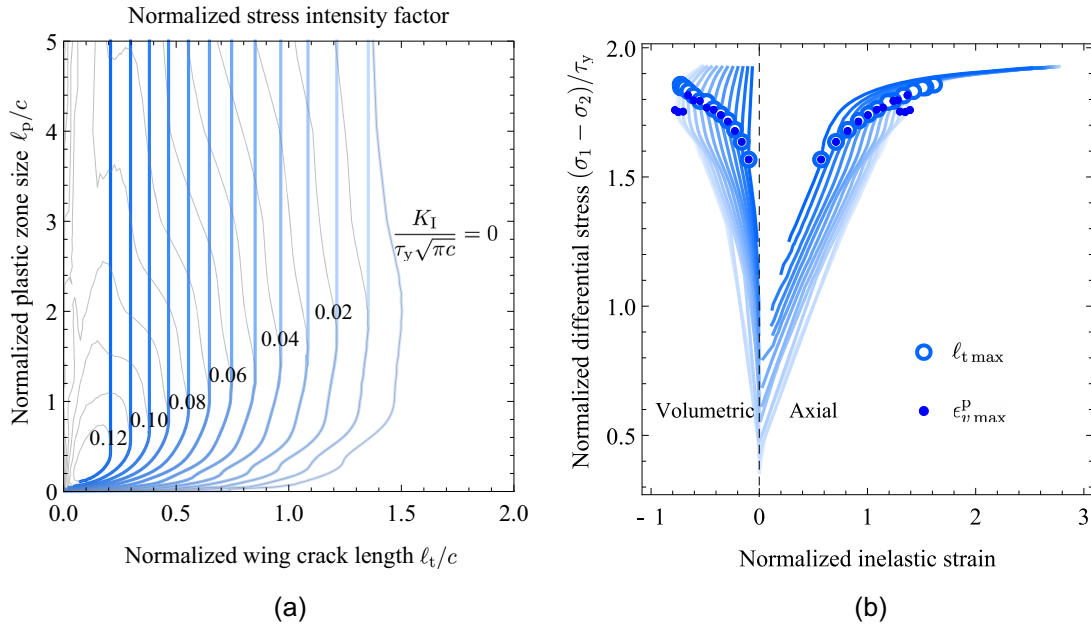 Normalized stress intensity factor
Normalized plastic zone size ℓp/c
5
4
3
2
1
0
0.0 0.5 1.0 1.5 2.0
Normalized wing crack length ℓt/c
K_I/(τy√(πc)) = 0
0.02
0.04
0.06
0.08
0.10
0.12
(a)
Normalized differential stress (σ1 − σ2)/τy
2.0
1.5
1.0
0.5
- 1 0 1 2 3
Normalized inelastic strain
Volumetric Axial
ℓt max
ϵ^p_v max
(b)